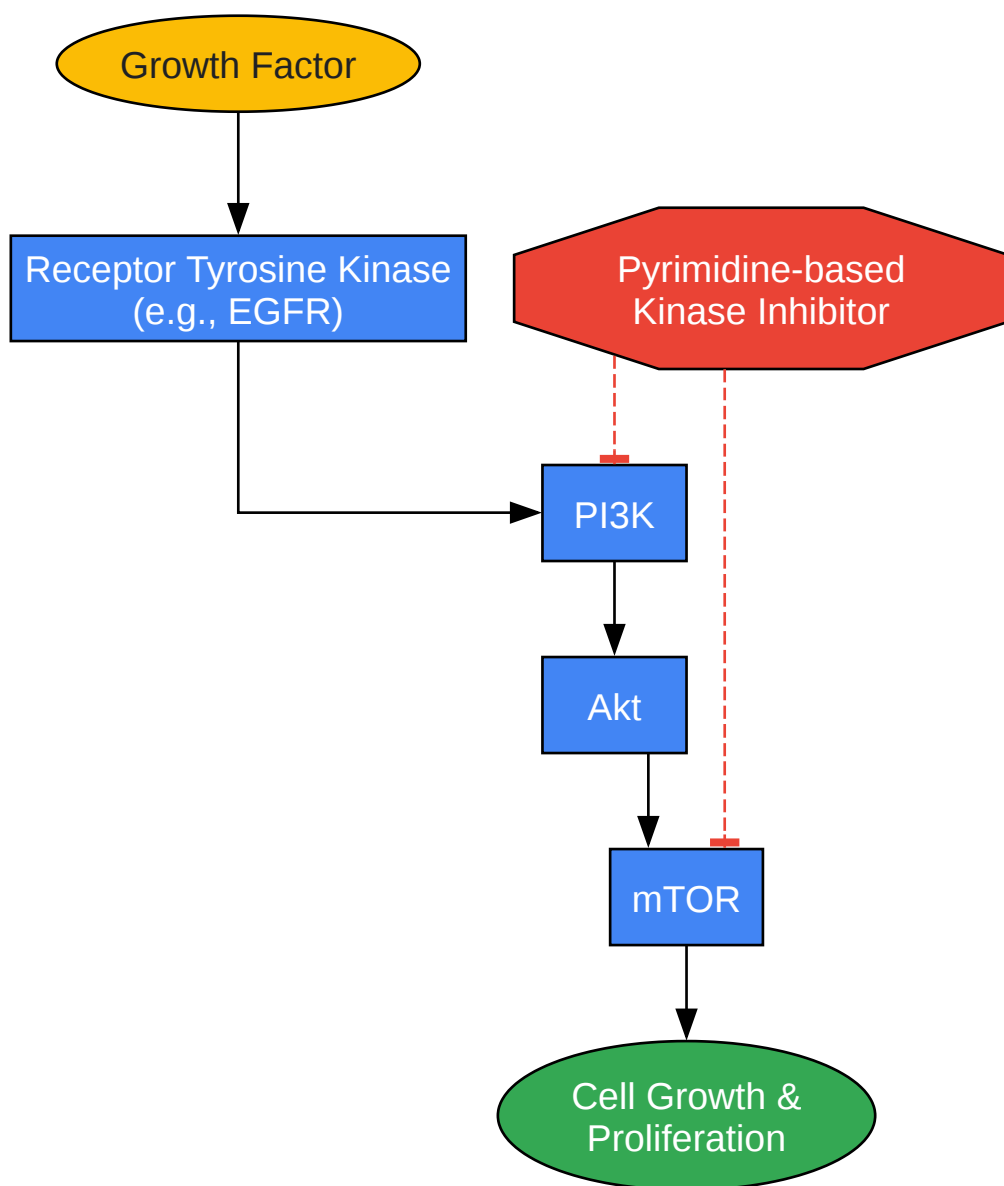 Growth Factor
Receptor Tyrosine Kinase
(e.g., EGFR)
Pyrimidine-based
Kinase Inhibitor
PI3K
Akt
mTOR
Cell Growth &
Proliferation